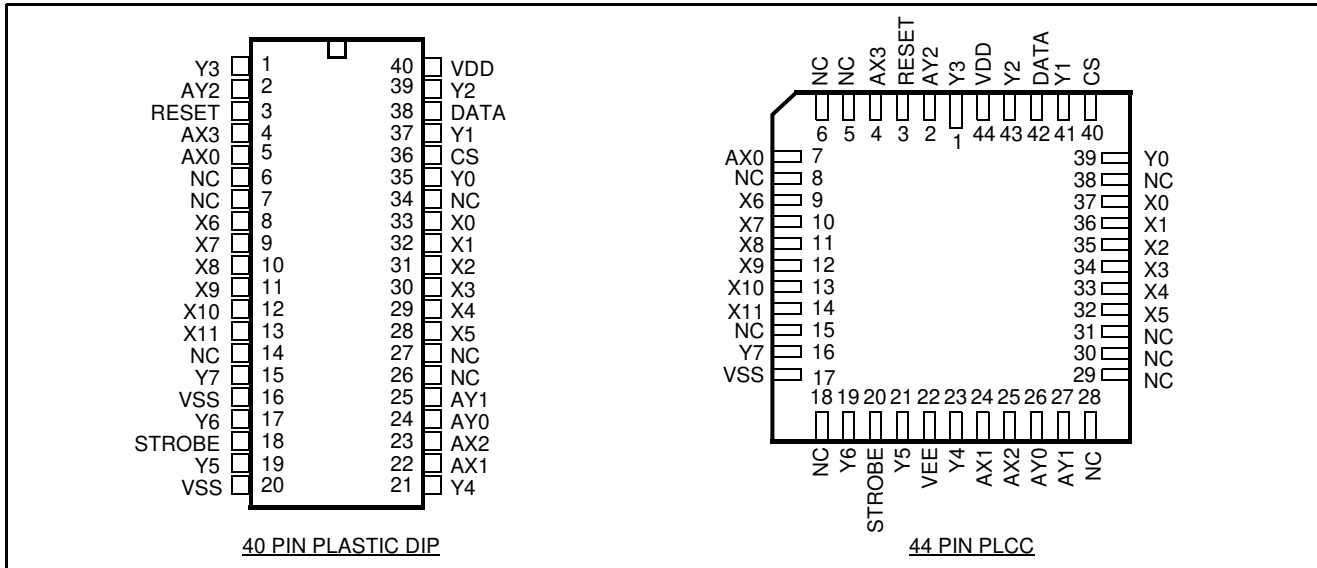 Y3 1 40 VDD
AY2 2 39 Y2
RESET 3 38 DATA
AX3 4 37 Y1
AX0 5 36 CS
NC 6 35 Y0
NC 7 34 NC
X6 8 33 X0
X7 9 32 X1
X8 10 31 X2
X9 11 30 X3
X10 12 29 X4
X11 13 28 X5
NC 14 27 NC
Y7 15 26 NC
VSS 16 25 AY1
Y6 17 24 AY0
STROBE 18 23 AX2
Y5 19 22 AX1
VSS 20 21 Y4
40 PIN PLASTIC DIP
NC NC AX3 RESET AY2 Y3 VDD Y2 DATA Y1 CS
6 5 4 3 2 1 44 43 42 41 40
AX0 7 39 Y0
NC 8 38 NC
X6 9 37 X0
X7 10 36 X1
X8 11 35 X2
X9 12 34 X3
X10 13 33 X4
X11 14 32 X5
NC 15 31 NC
Y7 16 30 NC
VSS 17 29 NC
18 19 20 21 22 23 24 25 26 27 28
NC Y6 STROBE Y5 VEE Y4 AX1 AX2 AY0 AY1 NC
44 PIN PLCC